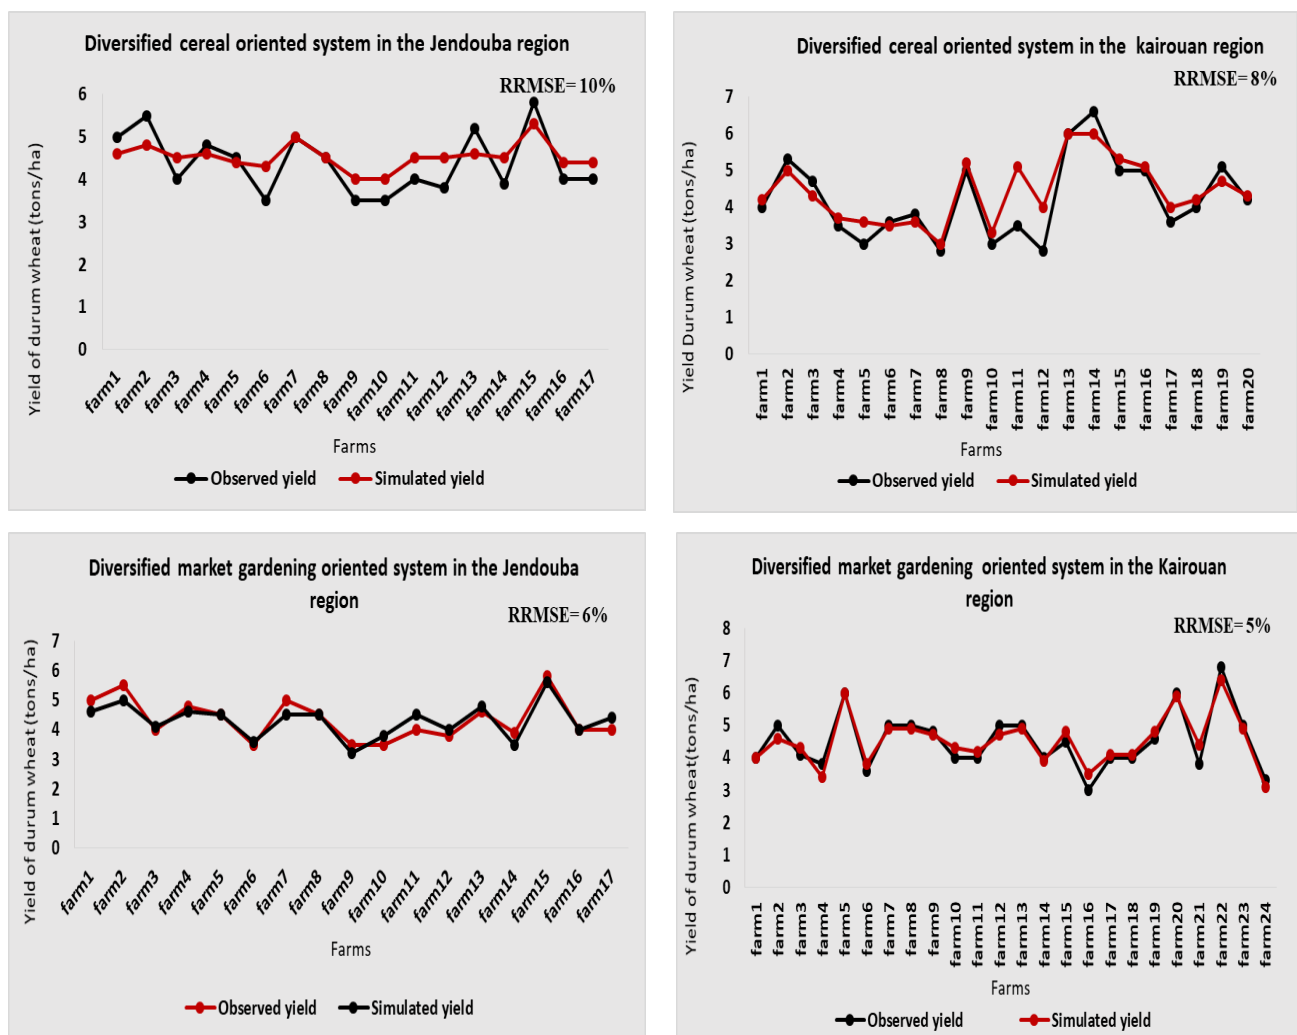 Diversified cereal oriented system in the Jendouba region
RRMSE= 10%
Yield of durum wheat (tons/ha)
6
5
4
3
2
1
0
farm1
farm2
farm3
farm4
farm5
farm6
farm7
farm8
farm9
farm10
farm11
farm12
farm13
farm14
farm15
farm16
farm17
Farms
Observed yield
Simulated yield
Diversified cereal oriented system in the kairouan region
RRMSE= 8%
Yield Durum wheat (tons/ha)
7
6
5
4
3
2
1
0
farm1
farm2
farm3
farm4
farm5
farm6
farm7
farm8
farm9
farm10
farm11
farm12
farm13
farm14
farm15
farm16
farm17
farm18
farm19
farm20
Farms
Observed yield
Simulated yield
Diversified market gardening oriented system in the Jendouba
region
RRMSE= 6%
Yield of durum wheat (tons/ha)
7
6
5
4
3
2
1
0
farm1
farm2
farm3
farm4
farm5
farm6
farm7
farm8
farm9
farm10
farm11
farm12
farm13
farm14
farm15
farm16
farm17
Farms
Observed yield
Simulated yield
Diversified market gardening oriented system in the Kairouan
region
RRMSE= 5%
Yield of durum wheat(tons/ha)
8
7
6
5
4
3
2
1
0
farm1
farm2
farm3
farm4
farm5
farm6
farm7
farm8
farm9
farm10
farm11
farm12
farm13
farm14
farm15
farm16
farm17
farm18
farm19
farm20
farm21
farm22
farm23
farm24
Farms
Observed yield
Simulated yield